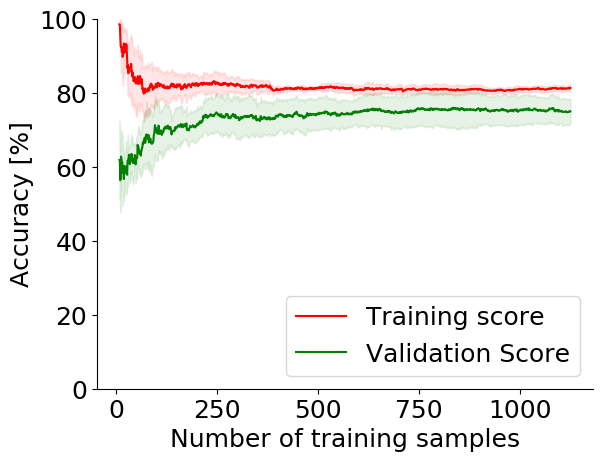 100
80
60
40
20
0
Accuracy [%]
Training score
Validation Score
0 250 500 750 1000
Number of training samples